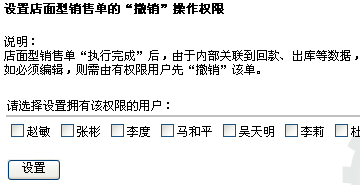 设置店面型销售单的“撤销”操作权限
说明：
店面型销售单“执行完成”后，由于内部关联到回款、出库等数据，
如必须编辑，则需由有权限用户先“撤销”该单。
请选择设置拥有该权限的用户：
赵敏 张彬 李度 马和平 吴天明 李莉 杜
设置